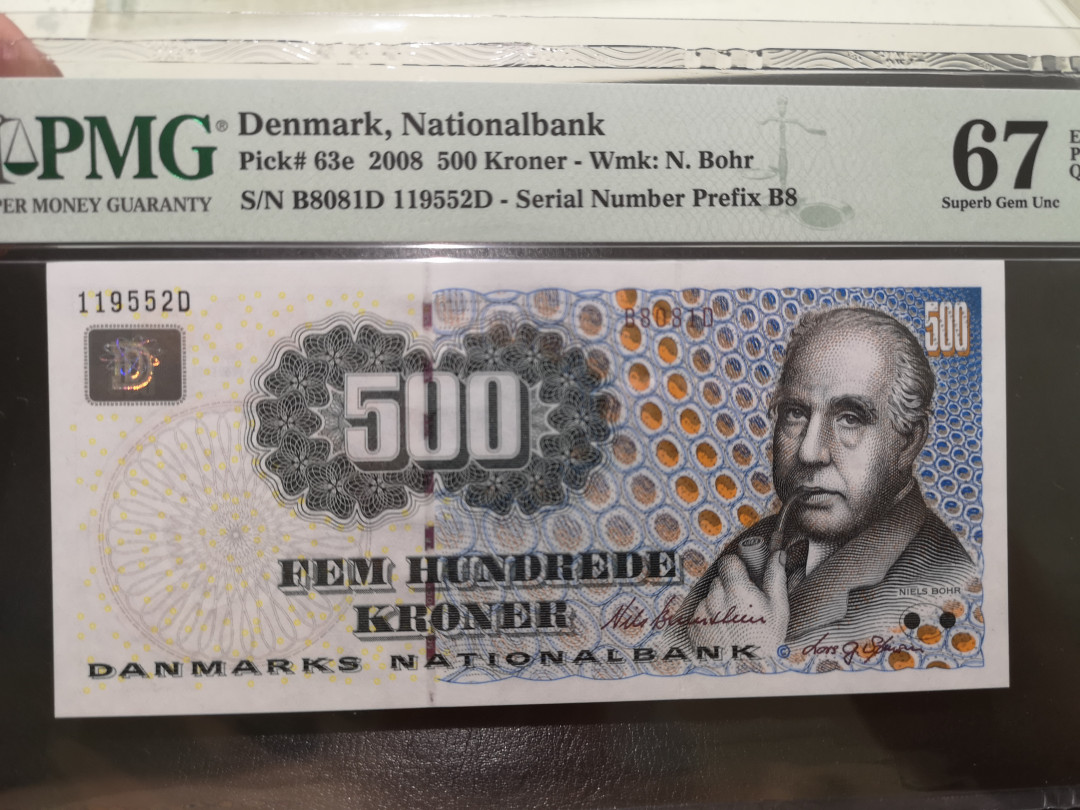 PMG® Denmark, Nationalbank 67
Pick# 63e 2008 500 Kroner - Wmk: N. Bohr
PER MONEY GUARANTY S/N B8081D 119552D - Serial Number Prefix B8 Superb Gem Unc
119552D
B8081D
500
500
FEM HUNDREDE
KRONER
NIELS BOHR
DANMARKS NATIONALBANK ©